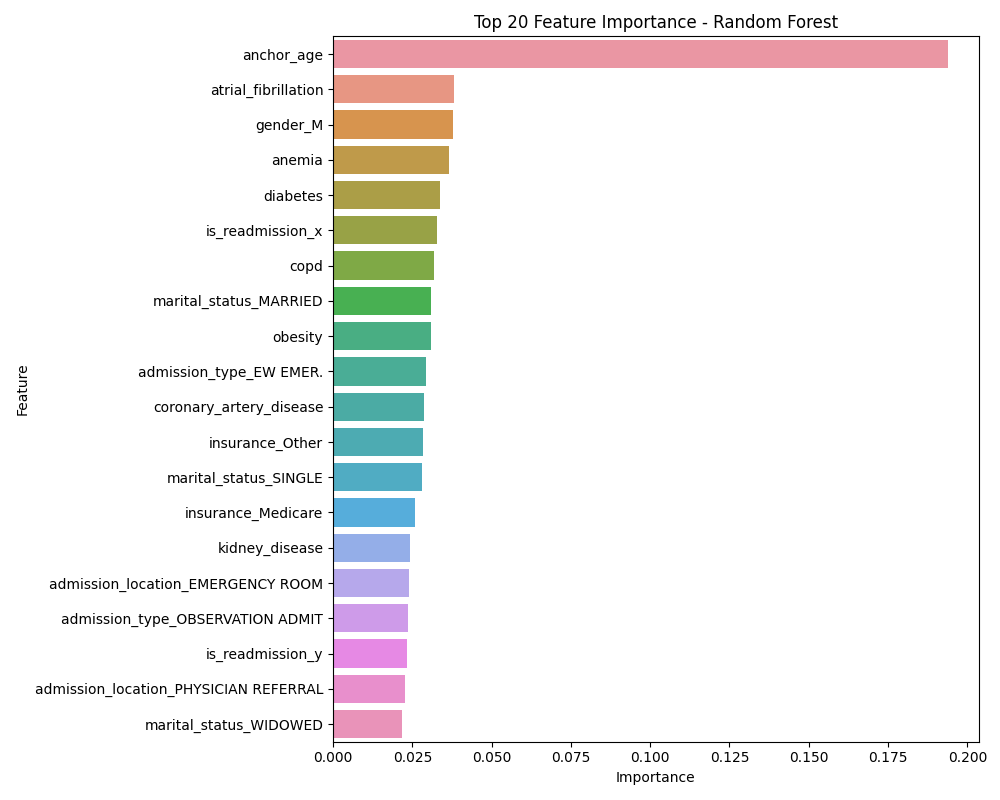 Top 20 Feature Importance - Random Forest
anchor_age
atrial_fibrillation
gender_M
anemia
diabetes
is_readmission_x
copd
marital_status_MARRIED
obesity
admission_type_EW EMER.
coronary_artery_disease
insurance_Other
marital_status_SINGLE
insurance_Medicare
kidney_disease
admission_location_EMERGENCY ROOM
admission_type_OBSERVATION ADMIT
is_readmission_y
admission_location_PHYSICIAN REFERRAL
marital_status_WIDOWED
Feature
0.000 0.025 0.050 0.075 0.100 0.125 0.150 0.175 0.200
Importance